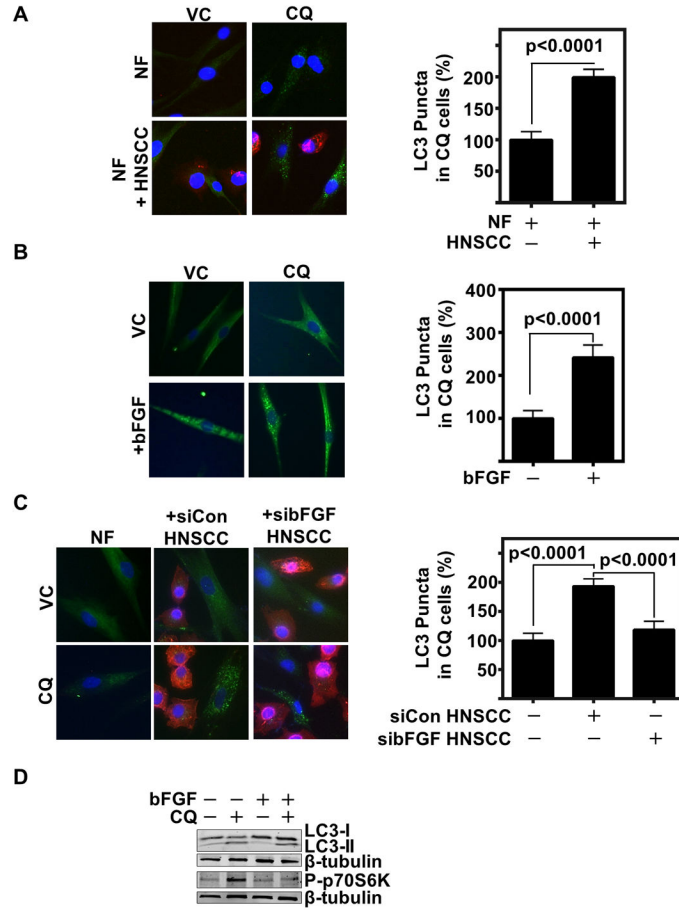 A
VC
CQ
NF
NF
+ HNSCC
LC3 Puncta
in CQ cells (%)
p<0.0001
200
150
100
50
NF + +
HNSCC − +
B
VC
CQ
VC
+bFGF
LC3 Puncta
in CQ cells (%)
400
300
200
100
p<0.0001
bFGF − +
C
NF
+siCon
HNSCC
+sibFGF
HNSCC
VC
CQ
LC3 Puncta
in CQ cells (%)
p<0.0001 p<0.0001
200
150
100
50
siCon HNSCC − + −
sibFGF HNSCC − − +
D
bFGF − − + +
CQ − + − +
LC3-I
LC3-II
β-tubulin
P-p70S6K
β-tubulin